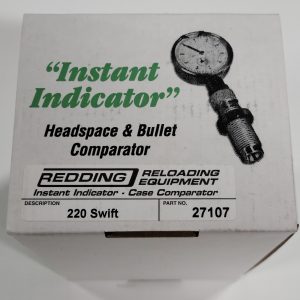 “Instant
Indicator”
Headspace & Bullet
Comparator
REDDING RELOADING
EQUIPMENT
Instant Indicator - Case Comparator
DESCRIPTION PART NO.
220 Swift 27107